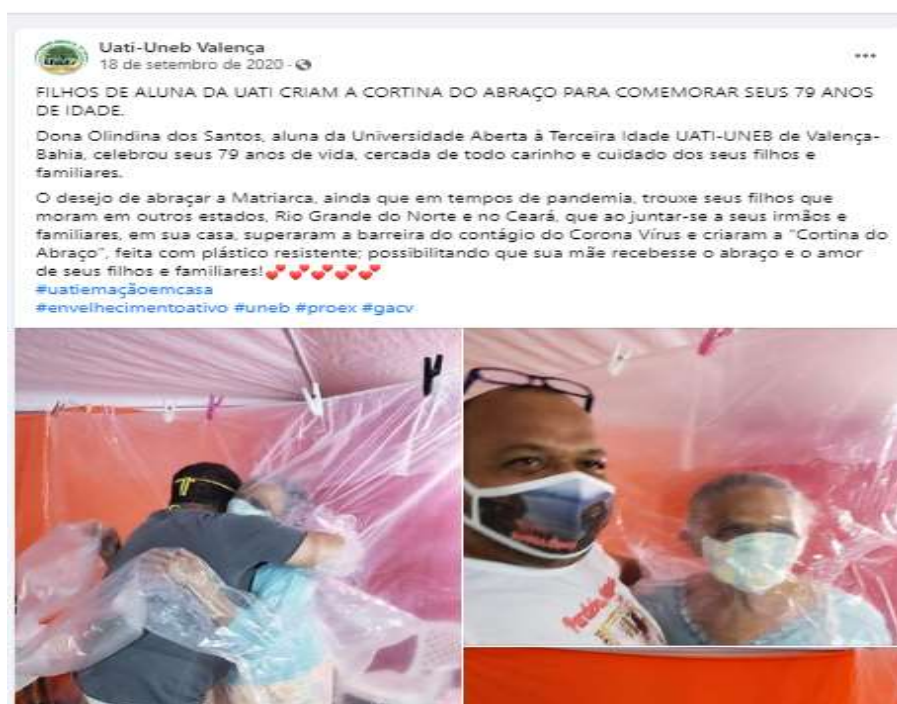 Uati-Uneb Valença
18 de setembro de 2020 ·
FILHOS DE ALUNA DA UATI CRIAM A CORTINA DO ABRAÇO PARA COMEMORAR SEUS 79 ANOS
DE IDADE.
Dona Olindina dos Santos, aluna da Universidade Aberta à Terceira Idade UATI-UNEB de Valença-
Bahia, celebrou seus 79 anos de vida, cercada de todo carinho e cuidado dos seus filhos e
familiares.
O desejo de abraçar a Matriarca, ainda que em tempos de pandemia, trouxe seus filhos que
moram em outros estados, Rio Grande do Norte e no Ceará, que ao juntar-se a seus irmãos e
familiares, em sua casa, superaram a barreira do contágio do Corona Vírus e criaram a "Cortina do
Abraço", feita com plástico resistente; possibilitando que sua mãe recebesse o abraço e o amor
de seus filhos e familiares!💕💕💕💕💕
#uatiemaçãoemcasa
#envelhecimentoativo #uneb #proex #gacv